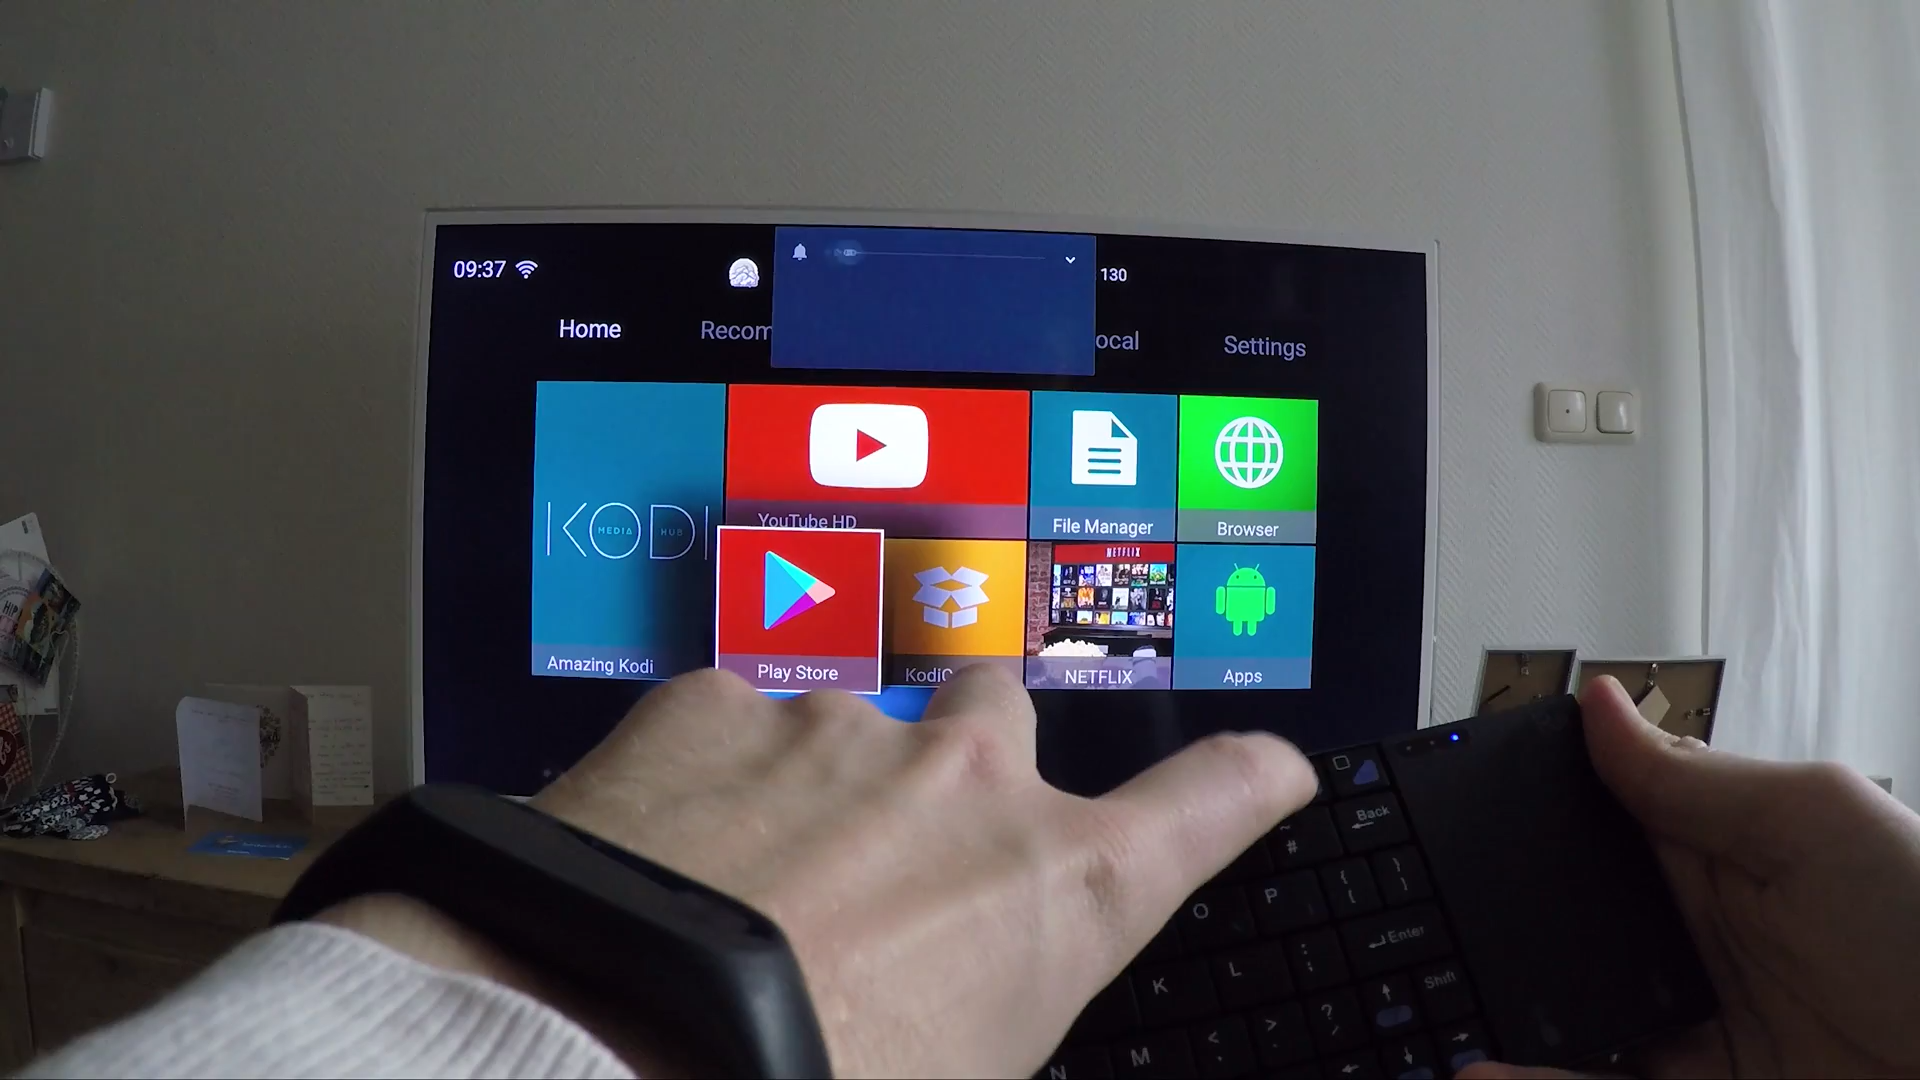 09:37
130
Home
Recom
ocal
Settings
KODI
MEDIA HUB
YouTube HD
File Manager
Browser
NETFLIX
Amazing Kodi
Play Store
KodiC
NETFLIX
Apps
Back
~
#
O
P
{
[
}
]
Enter
K
L
:
;
Shift
N
M
<
,
>
.
?
/